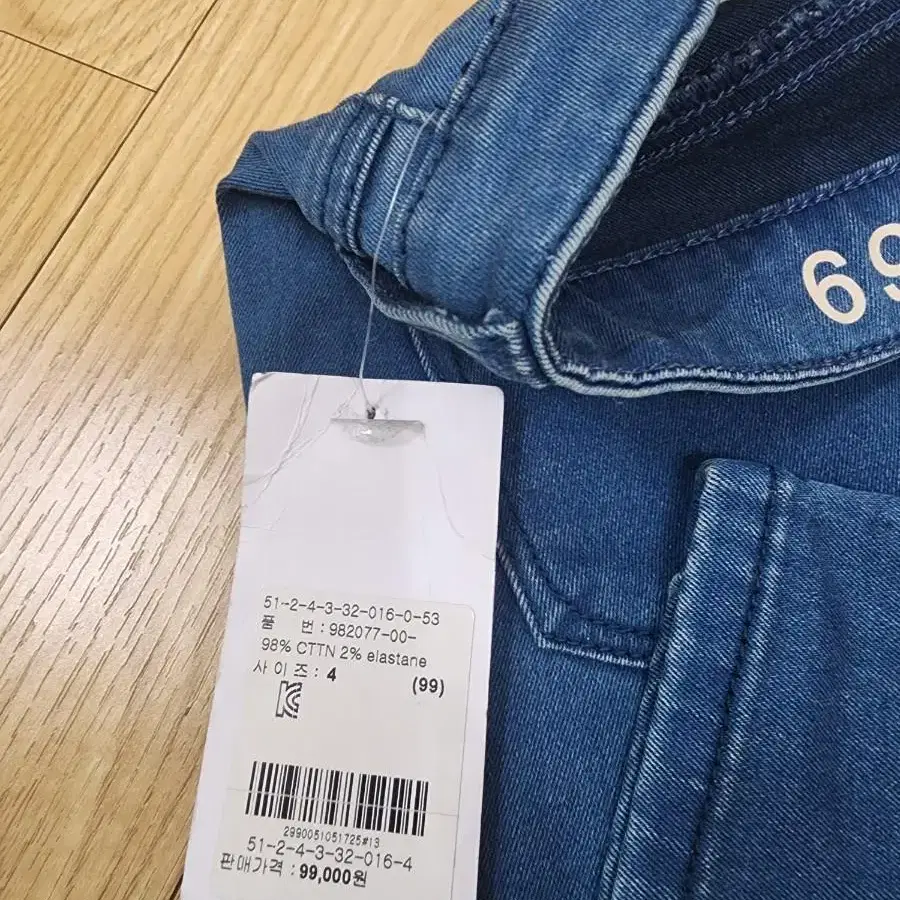 69
51-2-4-3-32-016-0-53
품 번 : 982077-00-
98% CTTN 2% elastane
사 이 즈 : 4 (99)
2990051051725#13
51-2-4-3-32-016-4
판매가격 : 99,000원